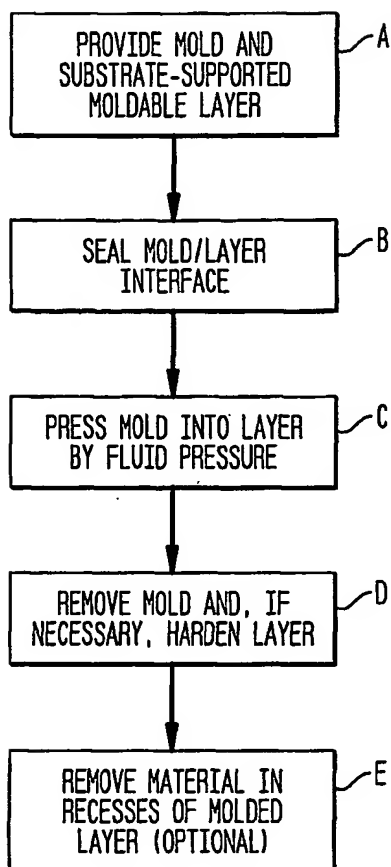 PROVIDE MOLD AND
SUBSTRATE-SUPPORTED
MOLDABLE LAYER
A
SEAL MOLD/LAYER
INTERFACE
B
PRESS MOLD INTO LAYER
BY FLUID PRESSURE
C
REMOVE MOLD AND, IF
NECESSARY, HARDEN LAYER
D
REMOVE MATERIAL IN
RECESSES OF MOLDED
LAYER (OPTIONAL)
E